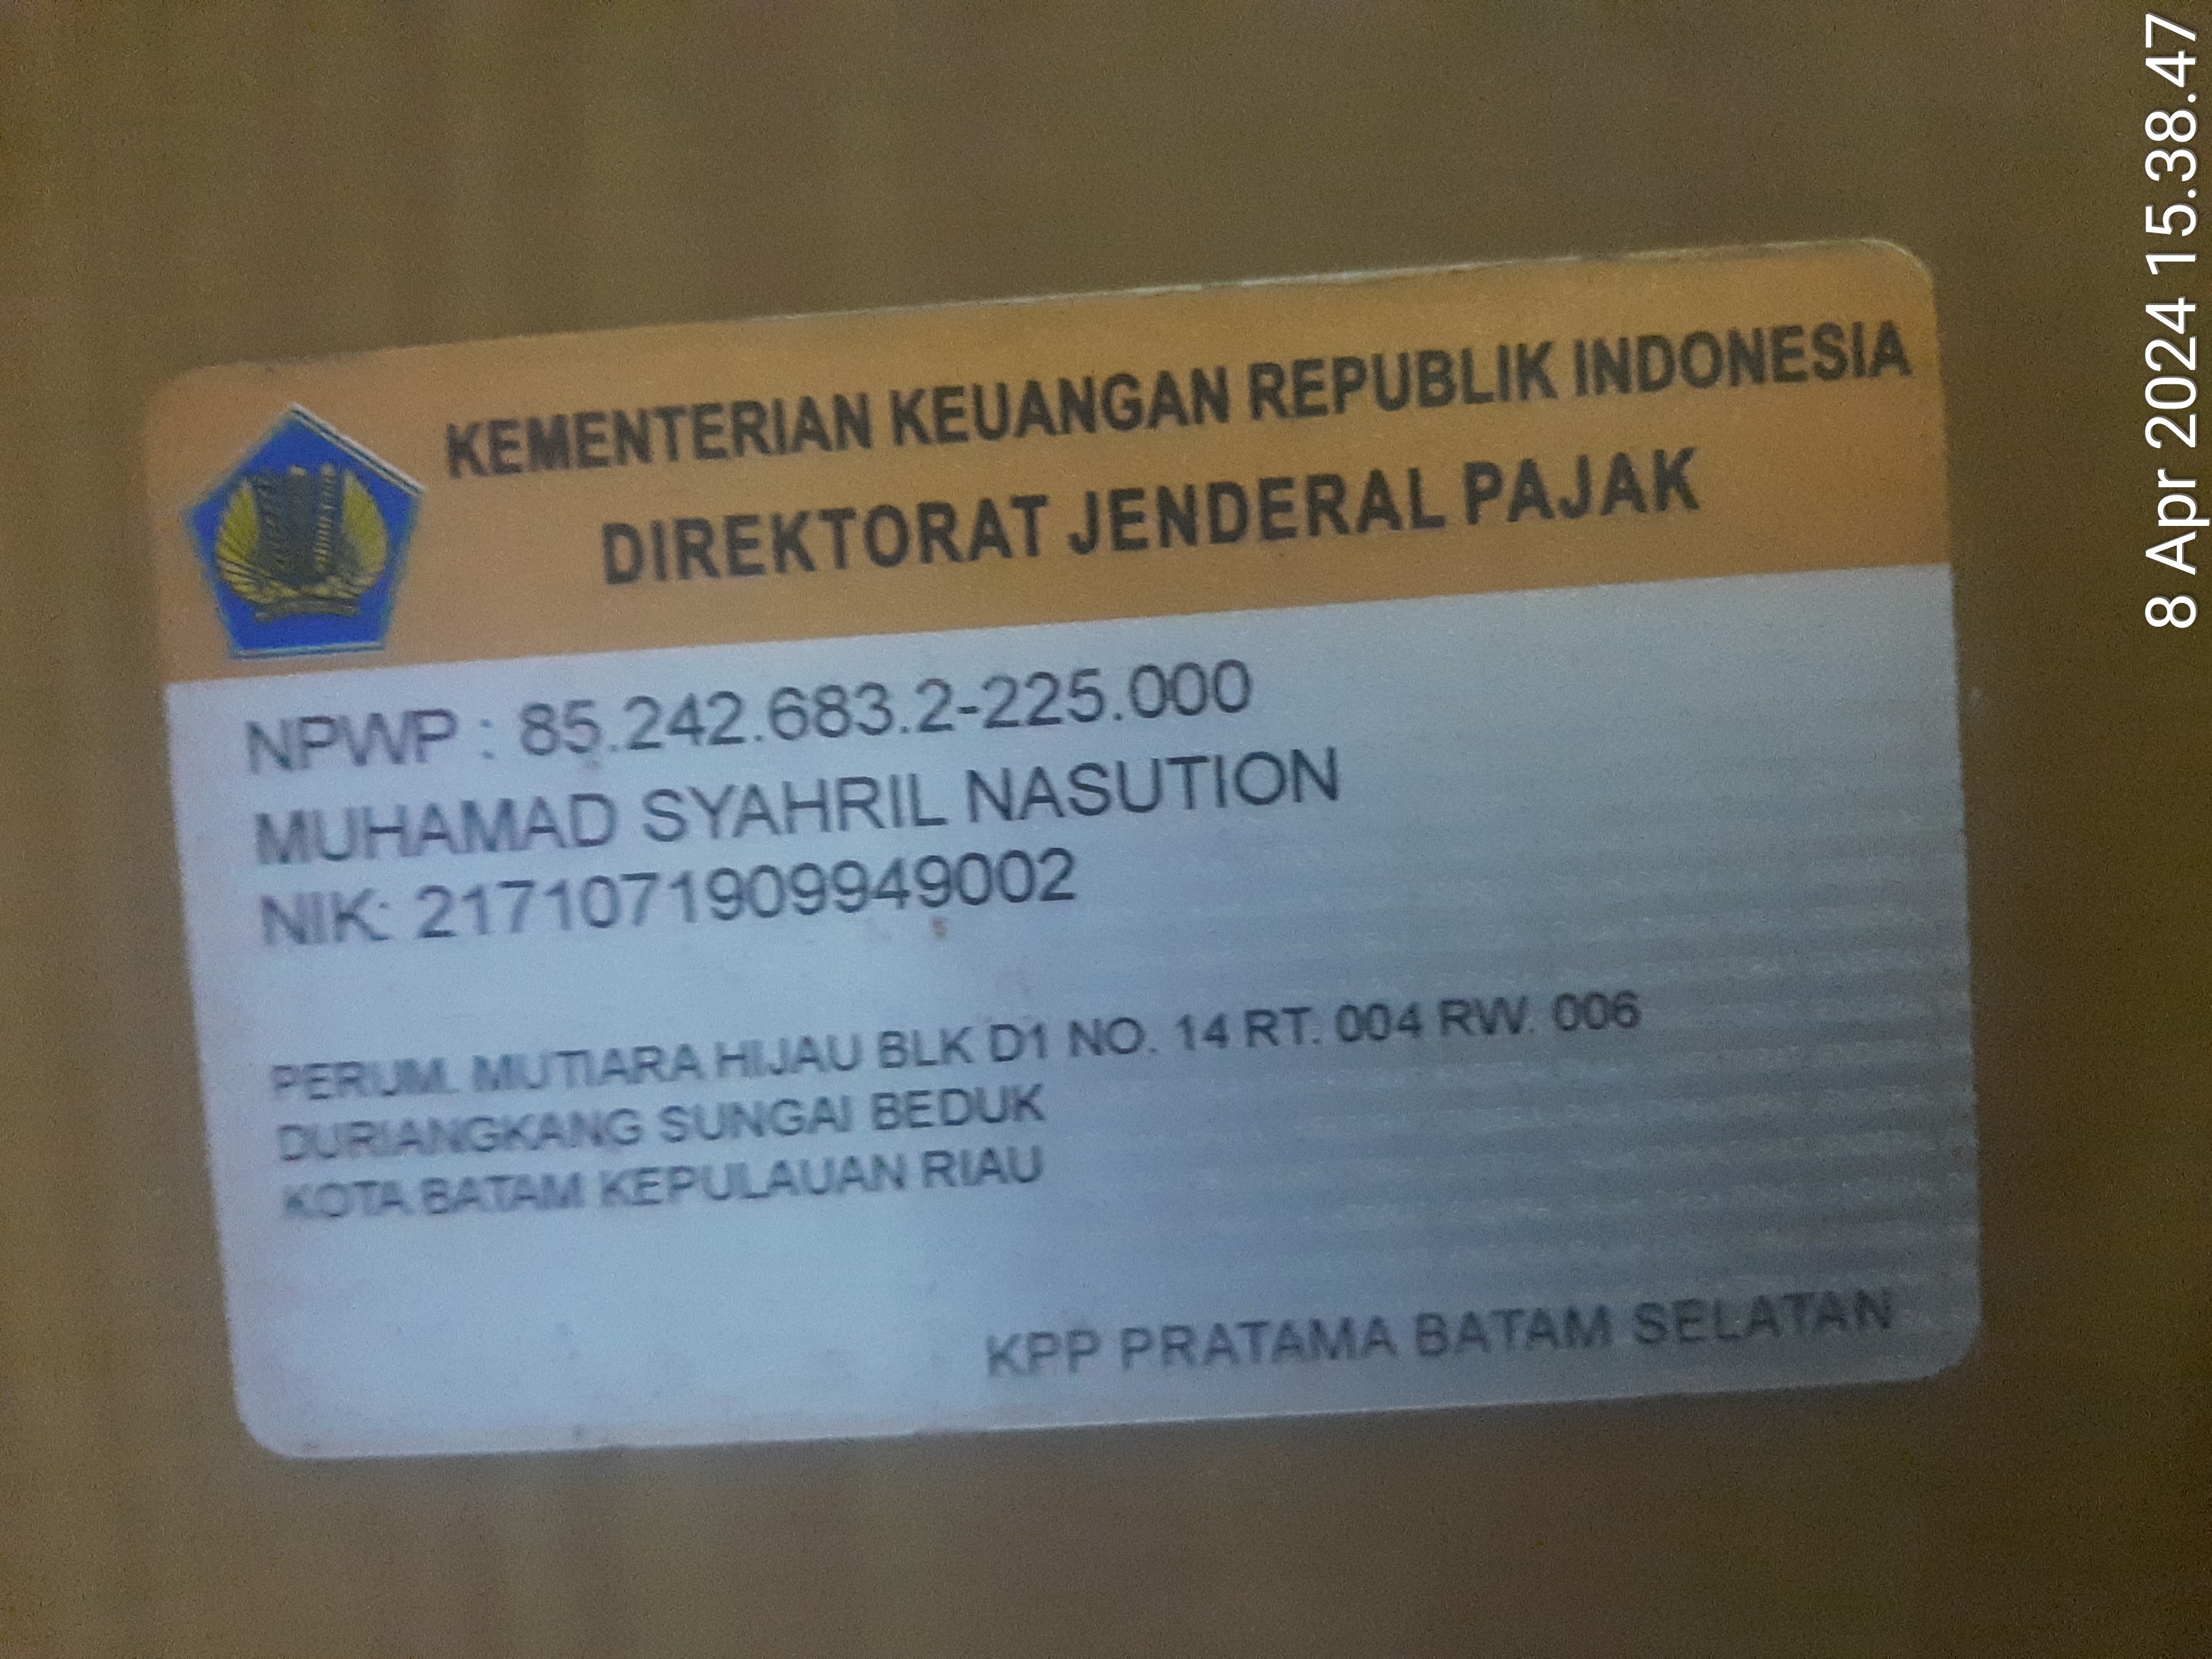 KEMENTERIAN KEUANGAN REPUBLIK INDONESIA
DIREKTORAT JENDERAL PAJAK
NPWP : 85.242.683.2-225.000
MUHAMAD SYAHRIL NASUTION
NIK: 2171071909949002
PERUM. MUTIARA HIJAU BLK D1 NO. 14 RT. 004 RW. 006
DURIANGKANG SUNGAI BEDUK
KOTA BATAM KEPULAUAN RIAU
KPP PRATAMA BATAM SELATAN
8 Apr 2024 15.38.47